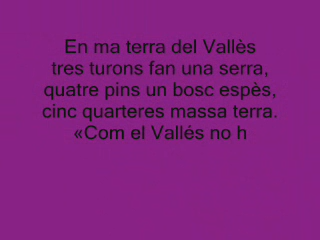 En ma terra del Vallès
tres turons fan una serra,
quatre pins un bosc espès,
cinc quarteres massa terra.
«Com el Vallés no h